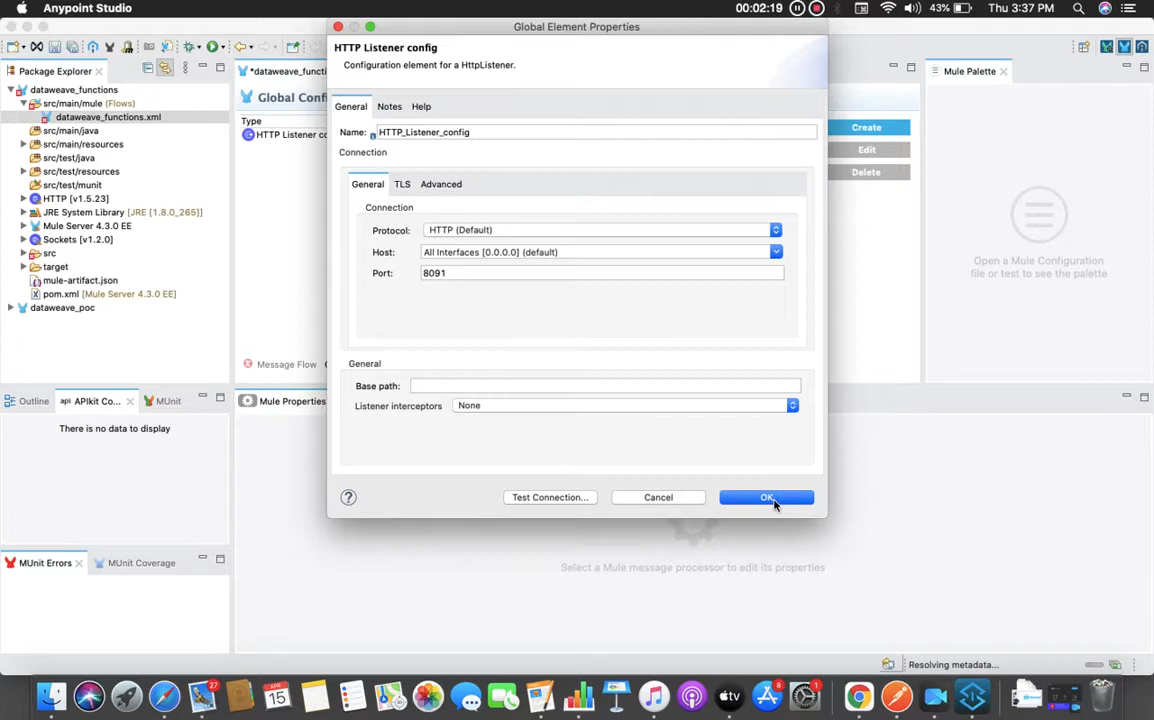 Anypoint Studio
43%
Thu 3:37 PM
Global Element Properties
HTTP Listener config
Configuration element for a HttpListener.
General
Notes
Help
Name:
HTTP_Listener_config
Connection
General
TLS
Advanced
Connection
Protocol:
HTTP (Default)
Host:
All Interfaces [0.0.0.0] (default)
Port:
8091
General
Base path:
Listener interceptors
None
Test Connection...
Cancel
OK
Package Explorer
dataweave_functions
src/main/mule (Flows)
dataweave_functions.xml
src/main/java
src/main/resources
src/test/java
src/test/resources
src/test/munit
HTTP [v1.5.23]
JRE System Library [JRE [1.8.0_265]]
Mule Server 4.3.0 EE
Sockets [v1.2.0]
src
target
mule-artifact.json
pom.xml [Mule Server 4.3.0 EE]
dataweave_poc
*dataweave_functi
Global Conf
Type
HTTP Listener co
Message Flow
Create
Edit
Delete
Mule Palette
Open a Mule Configuration
file or test to see the palette
Outline
api
APIkit Co...
MUnit
There is no data to display
Mule Properties
Select a Mule message processor to edit its properties
MUnit Errors
MUnit Coverage
Resolving metadata...
27
APR
15
tv
8
1